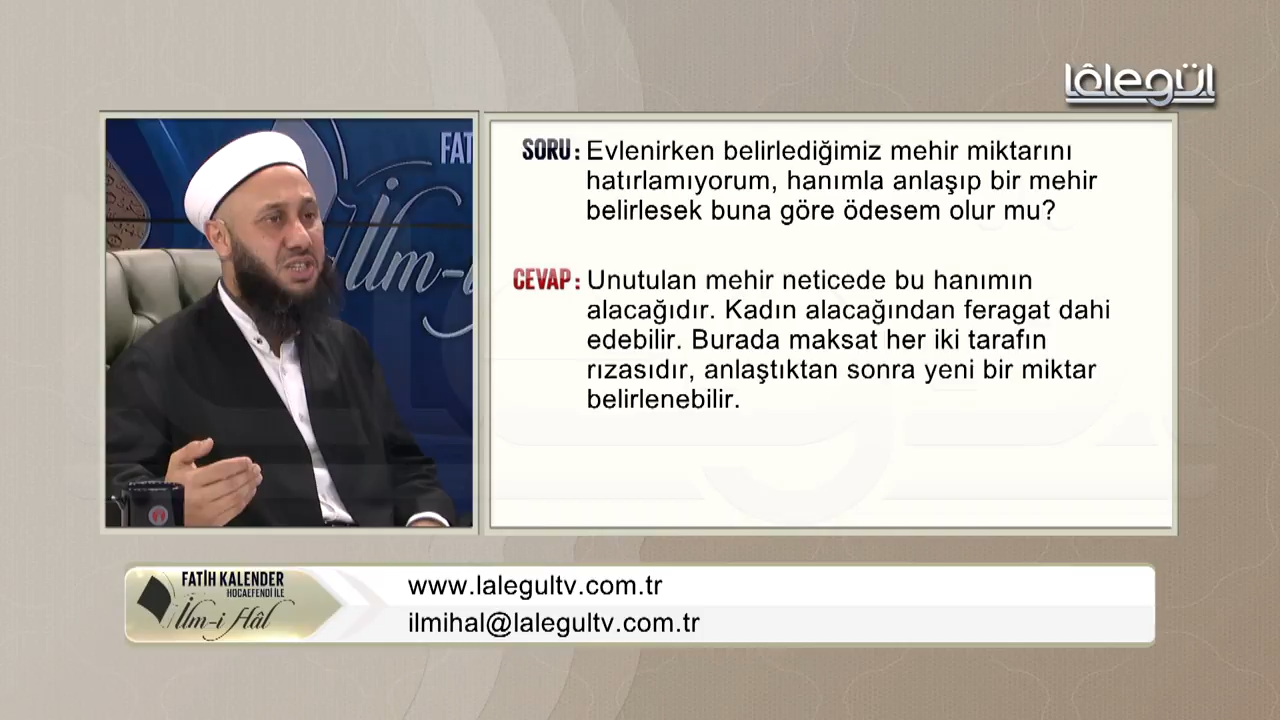 lâlegül
FAT
İlm-i
SORU: Evlenirken belirlediğimiz mehir miktarını
hatırlamıyorum, hanımla anlaşıp bir mehir
belirlesek buna göre ödesem olur mu?
CEVAP: Unutulan mehir neticede bu hanımın
alacağıdır. Kadın alacağından feragat dahi
edebilir. Burada maksat her iki tarafın
rızasıdır, anlaştıktan sonra yeni bir miktar
belirlenebilir.
FATİH KALENDER
HOCAEFENDİ İLE
İlm-i Hâl
www.lalegultv.com.tr
ilmihal@lalegultv.com.tr